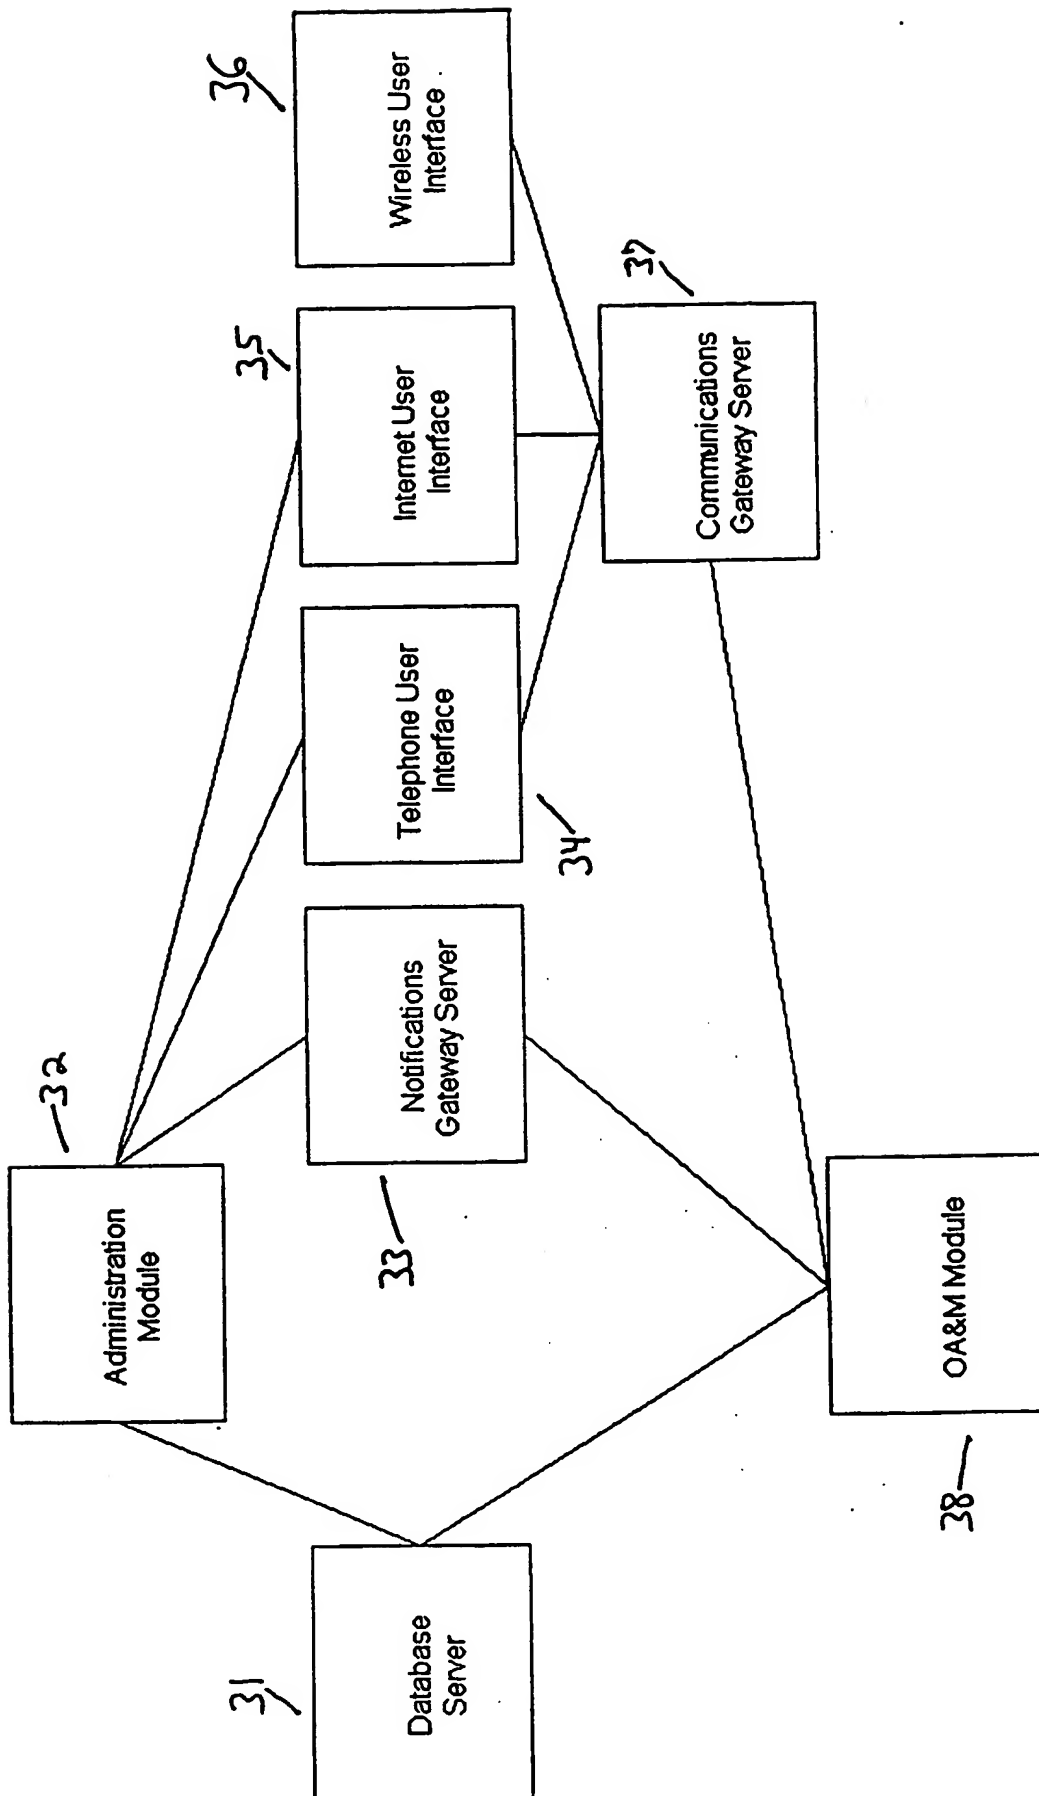 32
Administration
Module
31
Database
Server
33
Notifications
Gateway Server
34
Telephone User
Interface
35
Internet User
Interface
36
Wireless User
Interface
37
Communications
Gateway Server
38
OA&M Module